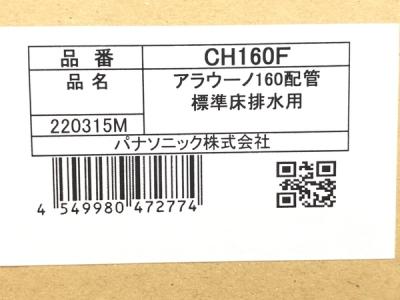 品番 CH160F
品名 アラウーノ160配管
標準床排水用
220315M
パナソニック株式会社
4 549980 472774